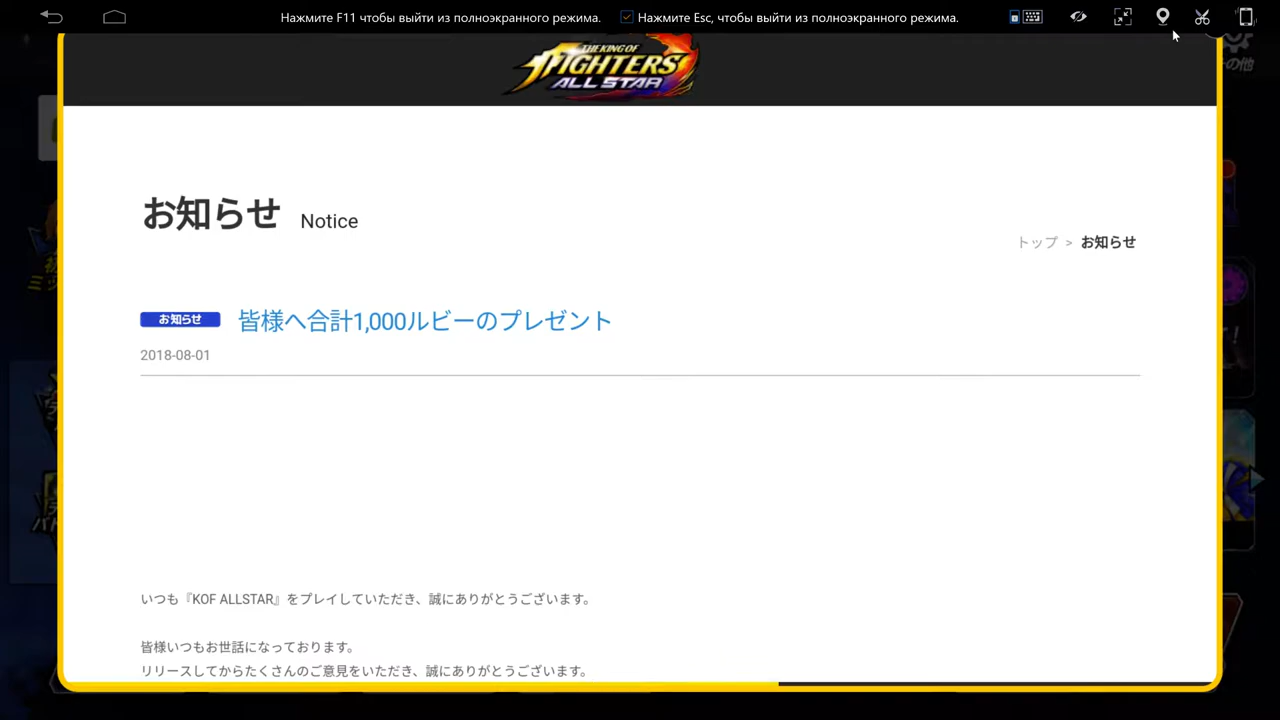 Нажмите F11 чтобы выйти из полноэкранного режима.
Нажмите Esc, чтобы выйти из полноэкранного режима.
THE KING OF
FIGHTERS
ALL STAR
の他
お知らせ Notice
トップ > お知らせ
お知らせ 皆様へ合計1,000ルビーのプレゼント
2018-08-01
いつも『KOF ALLSTAR』をプレイしていただき、誠にありがとうございます。
皆様いつもお世話になっております。
リリースしてからたくさんのご意見をいただき、誠にありがとうございます。